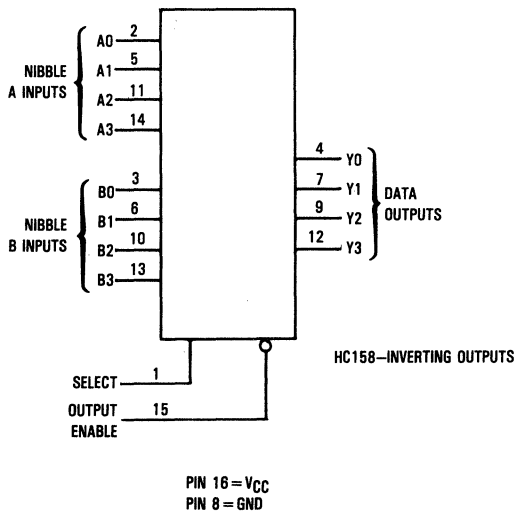 NIBBLE
A INPUTS
A0 2
A1 5
A2 11
A3 14
NIBBLE
B INPUTS
B0 3
B1 6
B2 10
B3 13
4 Y0
7 Y1
9 Y2
12 Y3
DATA
OUTPUTS
HC158–INVERTING OUTPUTS
SELECT 1
OUTPUT
ENABLE
15
PIN 16 = VCC
PIN 8 = GND